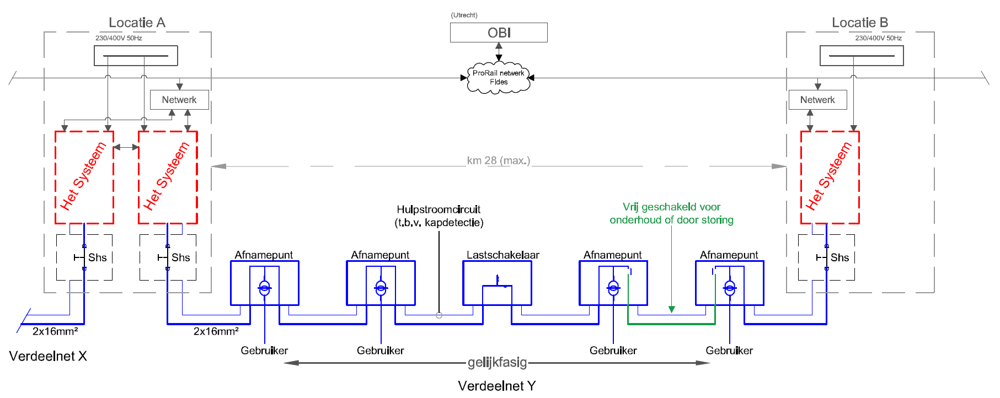 (Utrecht)
Locatie A
OBI
Locatie B
230/400V 50Hz
230/400V 50Hz
ProRail netwerk
FIdes
Netwerk
Netwerk
Het Systeem
Het Systeem
Het Systeem
km 28 (max.)
Hulpstroomcircuit
(t.b.v. kapdetectie)
Vrij geschakeld voor
onderhoud of door storing
Shs
Shs
Shs
Afnamepunt
Afnamepunt
Lastschakelaar
Afnamepunt
Afnamepunt
2x16mm²
2x16mm²
Gebruiker
Gebruiker
Gebruiker
Gebruiker
Verdeelnet X
gelijkfasig
Verdeelnet Y